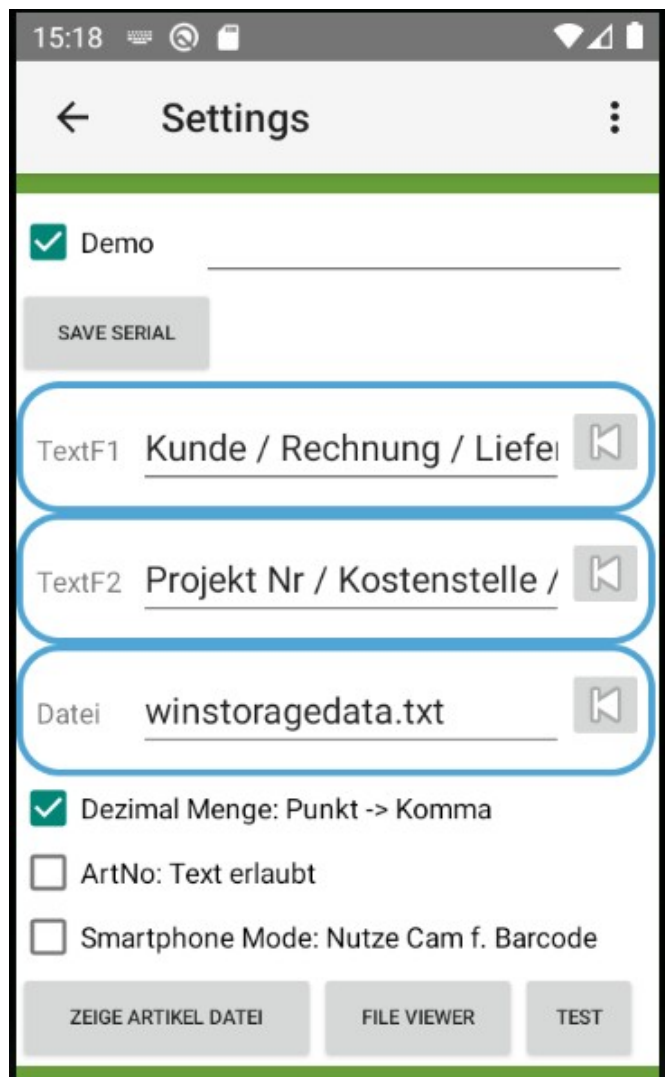 15:18
Settings
Demo
SAVE SERIAL
TextF1 Kunde / Rechnung / Liefer
TextF2 Projekt Nr / Kostenstelle /
Datei winstoragedata.txt
Dezimal Menge: Punkt -> Komma
ArtNo: Text erlaubt
Smartphone Mode: Nutze Cam f. Barcode
ZEIGE ARTIKEL DATEI FILE VIEWER TEST